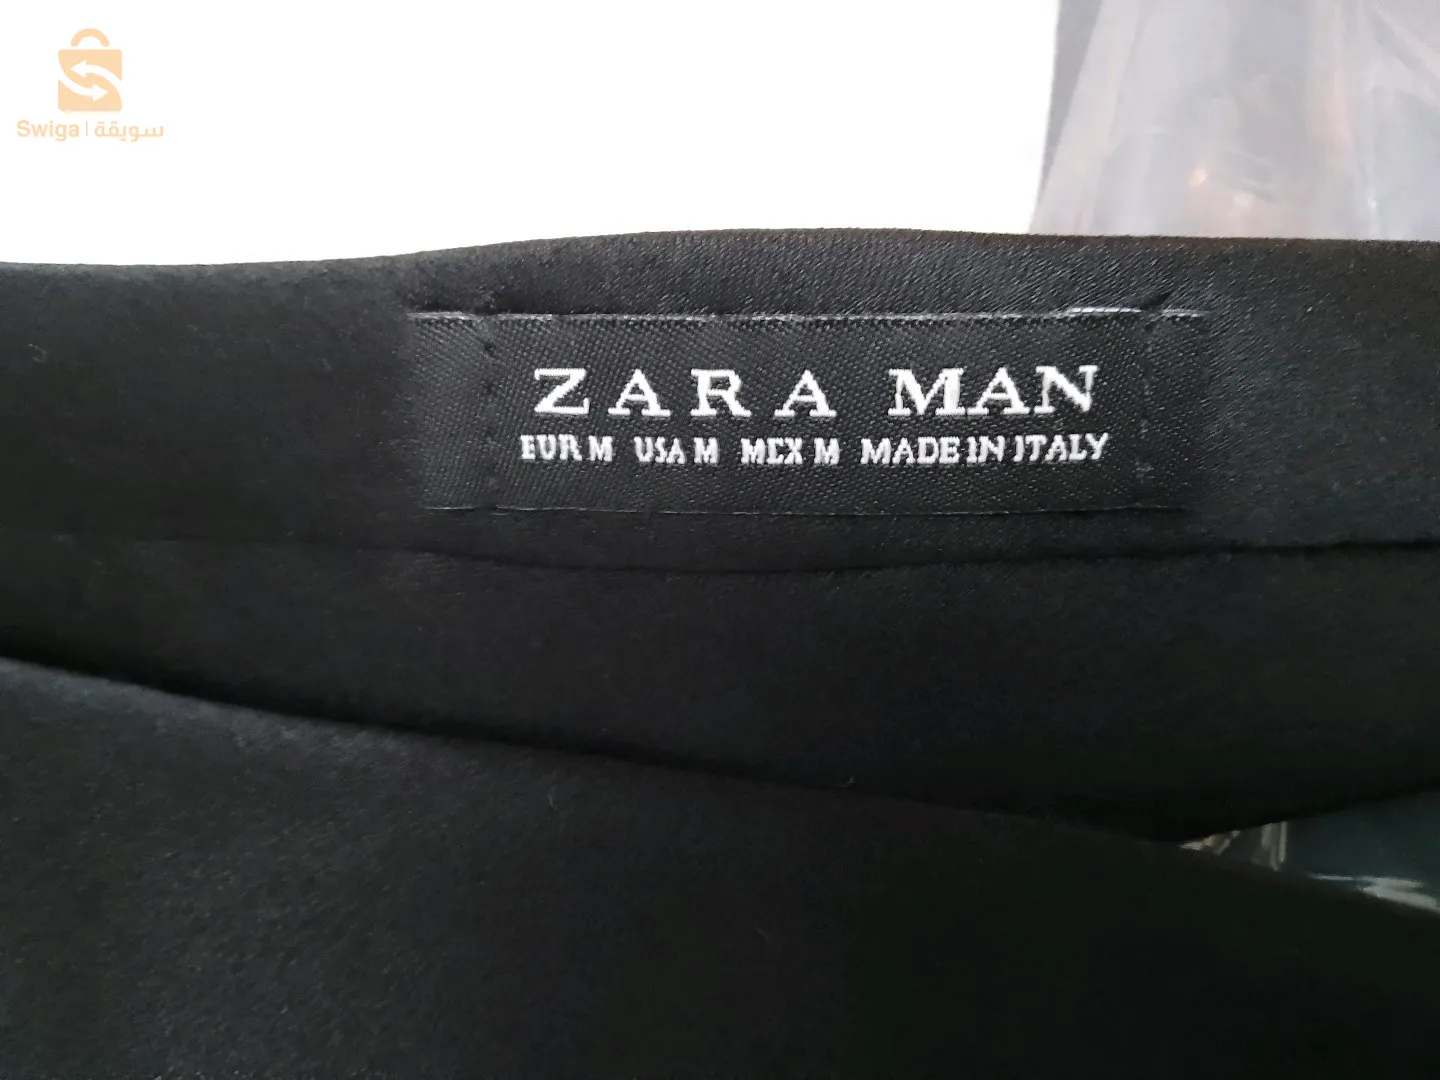 Swiga | سويقة
ZARA MAN
EUR M USA M MEX M MADE IN ITALY